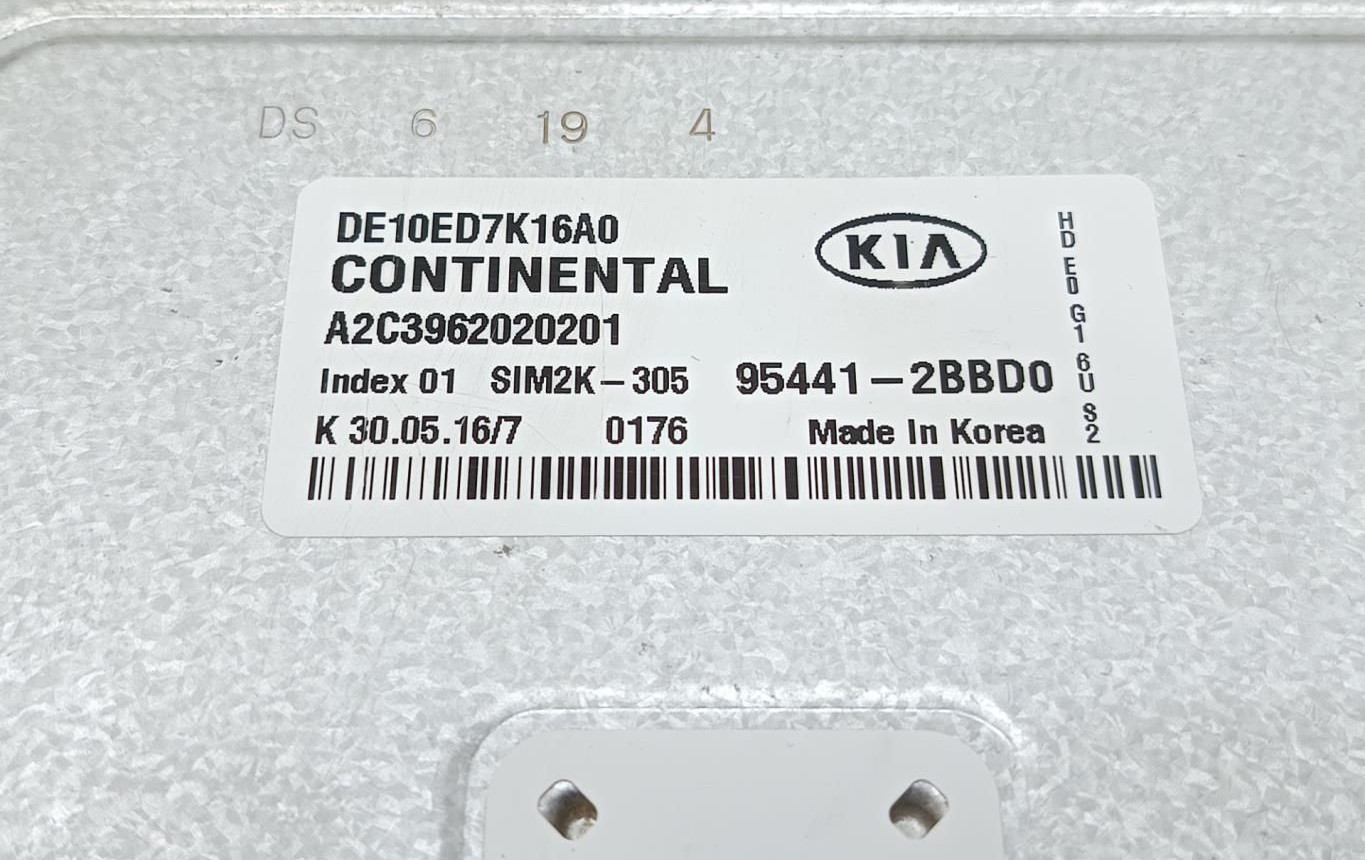 DS 6 19 4
DE10ED7K16A0
CONTINENTAL
KIA
A2C3962020201
Index 01 SIM2K-305 95441-2BBD0
K 30.05.16/7 0176 Made In Korea
HD E0 G1 6U S2